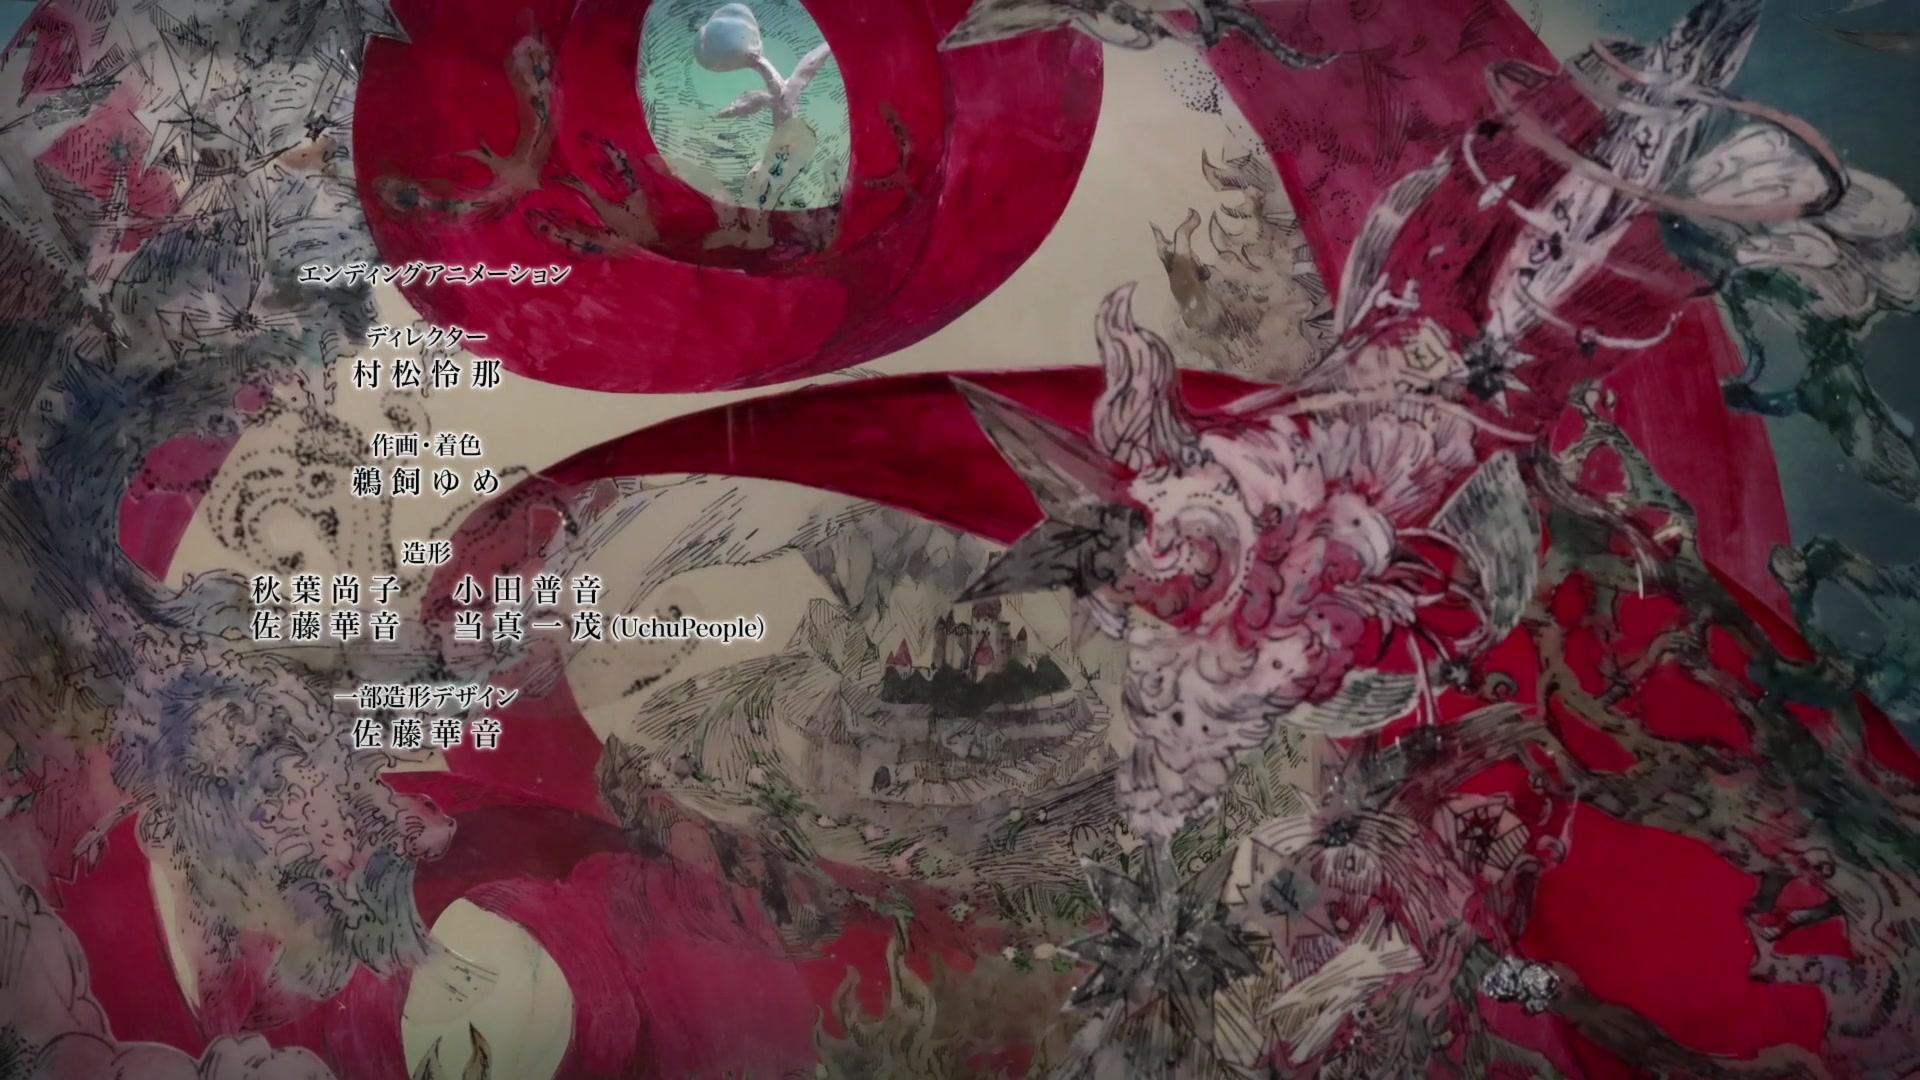 エンディングアニメーション
ディレクター
村松怜那
作画・着色
鵜飼ゆめ
造形
秋葉尚子 小田普音
佐藤華音 当真一茂(UchuPeople)
一部造形デザイン
佐藤華音